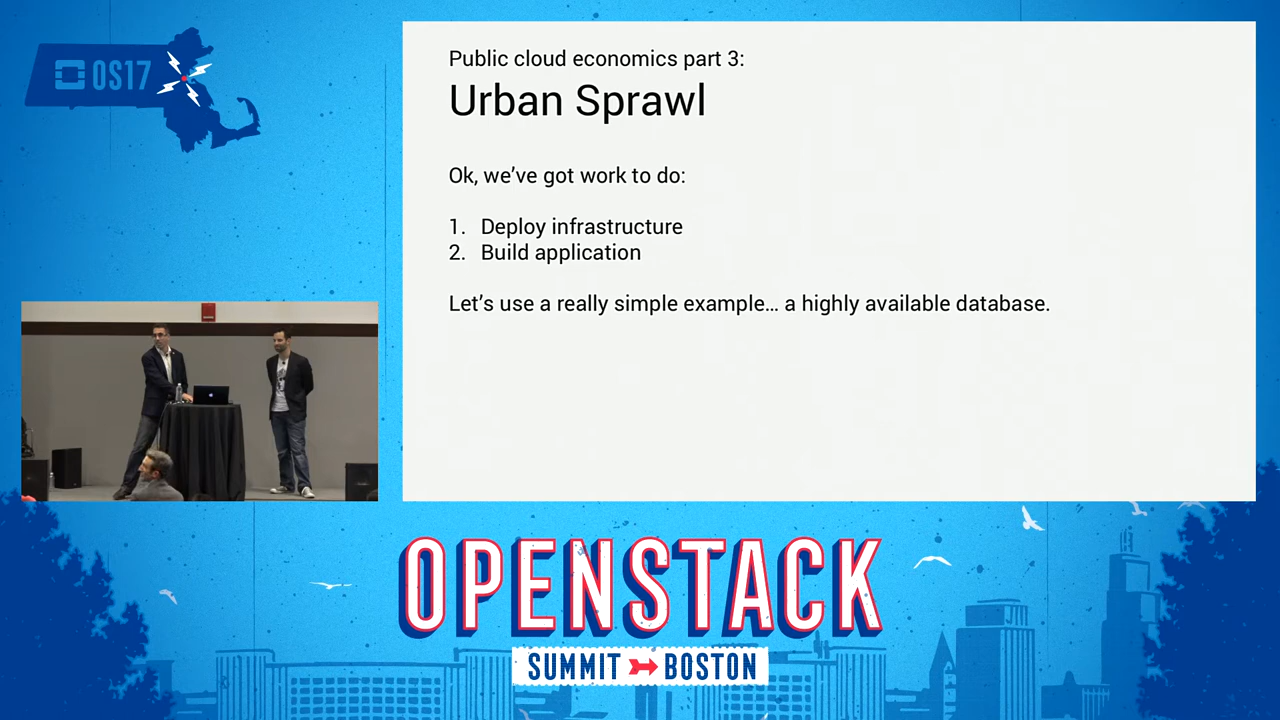 OS17
Public cloud economics part 3:
Urban Sprawl
Ok, we've got work to do:
1. Deploy infrastructure
2. Build application
Let's use a really simple example... a highly available database.
OPENSTACK
SUMMIT BOSTON